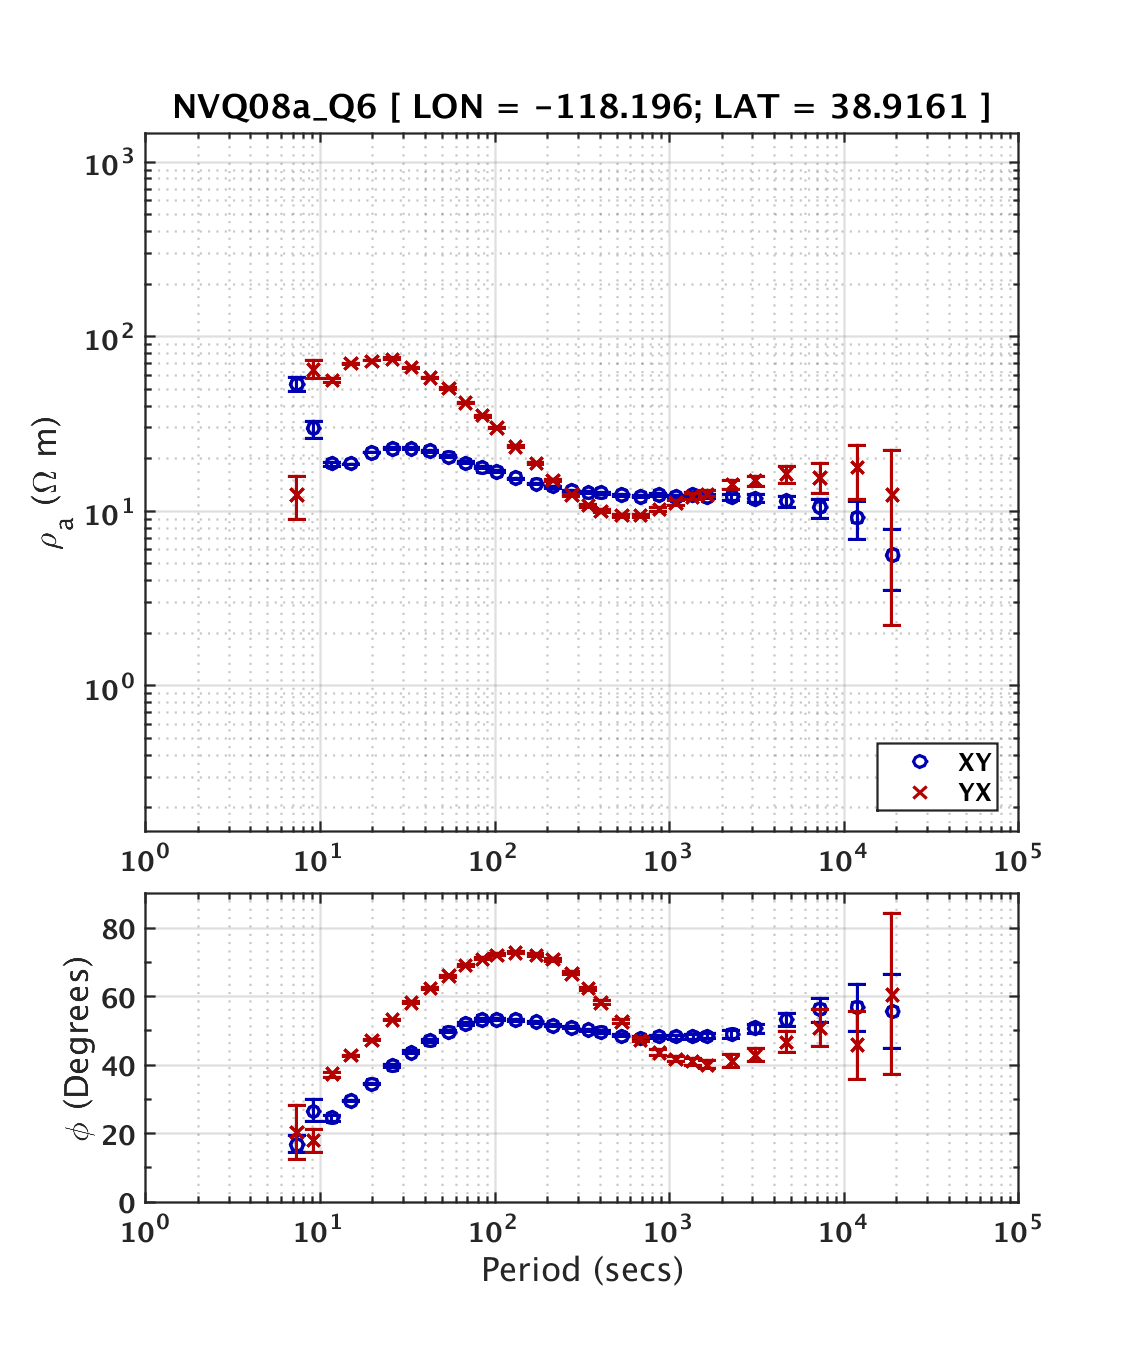 NVQ08a_Q6 [ LON = −118.196; LAT = 38.9161 ]
10³
10²
10¹
10⁰
ρa (Ω m)
XY
YX
10⁰ 10¹ 10² 10³ 10⁴ 10⁵
80
60
40
20
0
ϕ (Degrees)
10⁰ 10¹ 10² 10³ 10⁴ 10⁵
Period (secs)